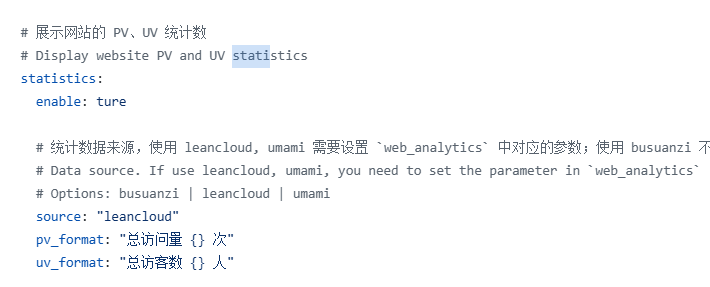 # 展示网站的 PV、UV 统计数
# Display website PV and UV statistics
statistics:
enable: ture
# 统计数据来源，使用 leancloud, umami 需要设置 `web_analytics` 中对应的参数；使用 busuanzi 不
# Data source. If use leancloud, umami, you need to set the parameter in `web_analytics`
# Options: busuanzi | leancloud | umami
source: "leancloud"
pv_format: "总访问量 {} 次"
uv_format: "总访客数 {} 人"